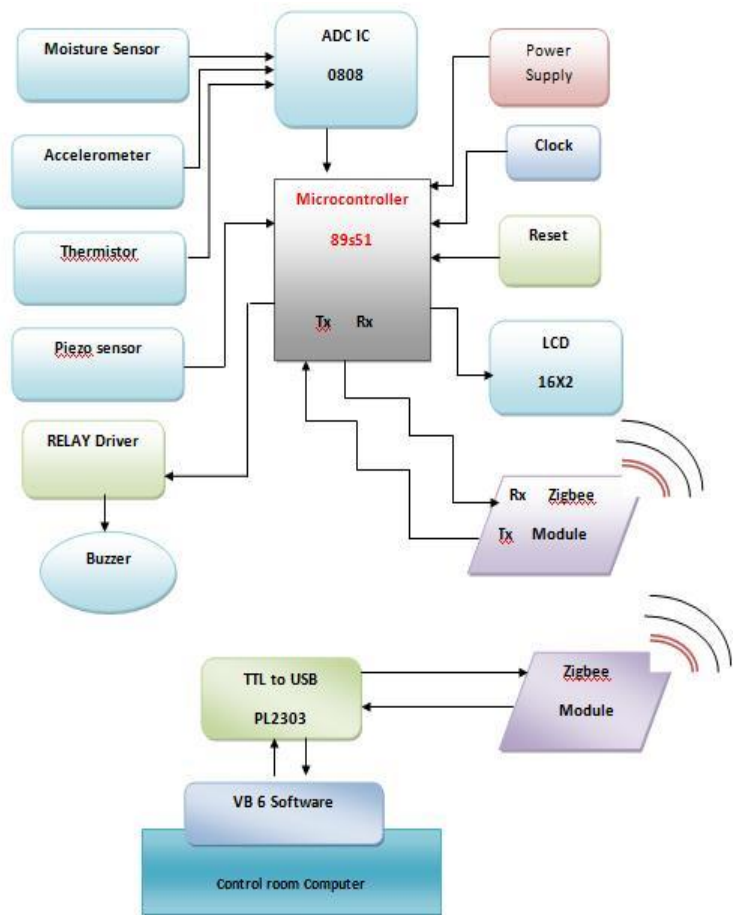 Moisture Sensor
ADC IC
0808
Power
Supply
Accelerometer
Clock
Microcontroller
89s51
Thermistor
Reset
Tx Rx
Piezo sensor
LCD
16X2
RELAY Driver
Rx Zigbee
Tx Module
Buzzer
TTL to USB
PL2303
Zigbee
Module
VB 6 Software
Control room Computer